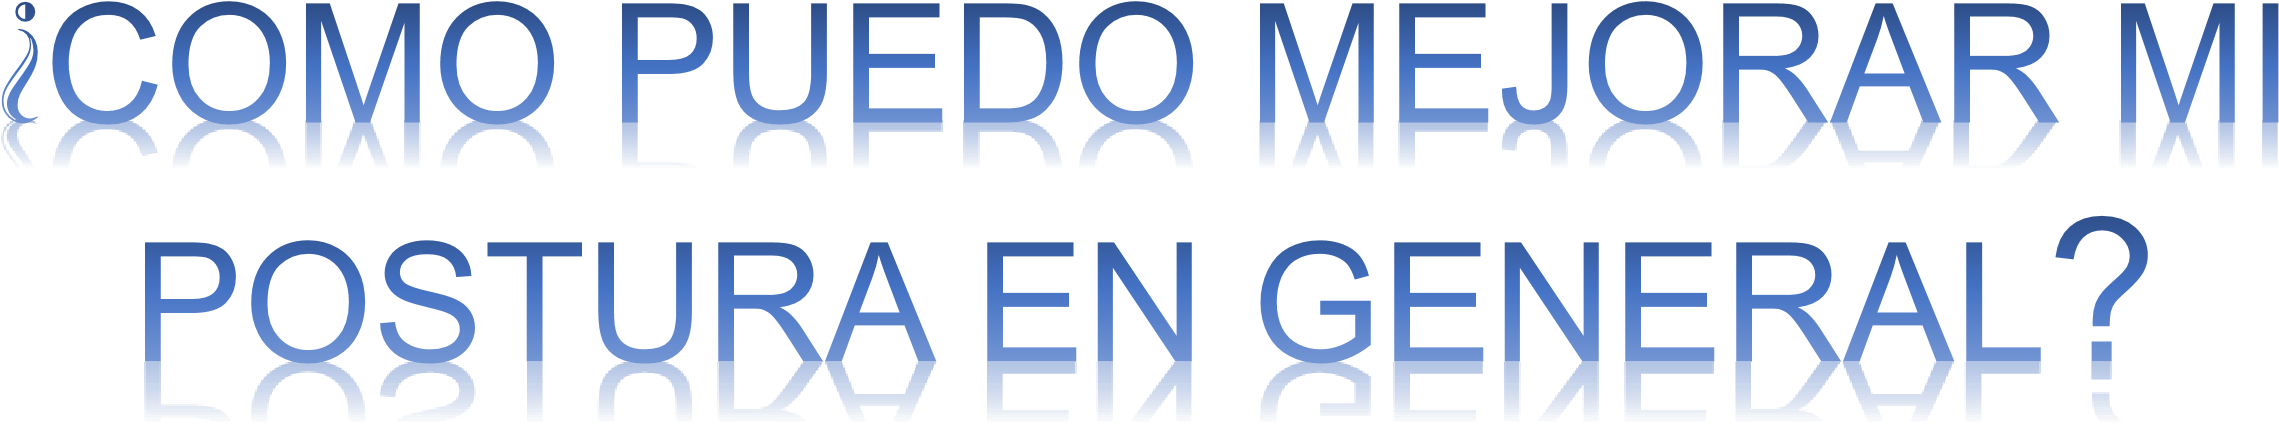 ¿COMO PUEDO MEJORAR MI
POSTURA EN GENERAL?